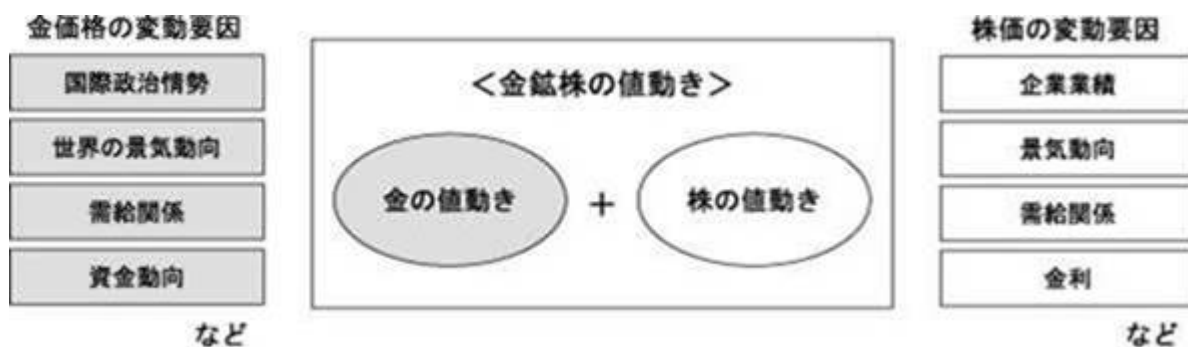 金価格の変動要因
国際政治情勢
世界の景気動向
需給関係
資金動向
など
＜金鉱株の値動き＞
金の値動き
+
株の値動き
株価の変動要因
企業業績
景気動向
需給関係
金利
など